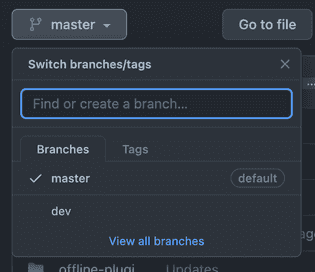 master
Go to file
Switch branches/tags
Find or create a branch...
Branches
Tags
master
default
dev
View all branches
offline-plugi
Updates